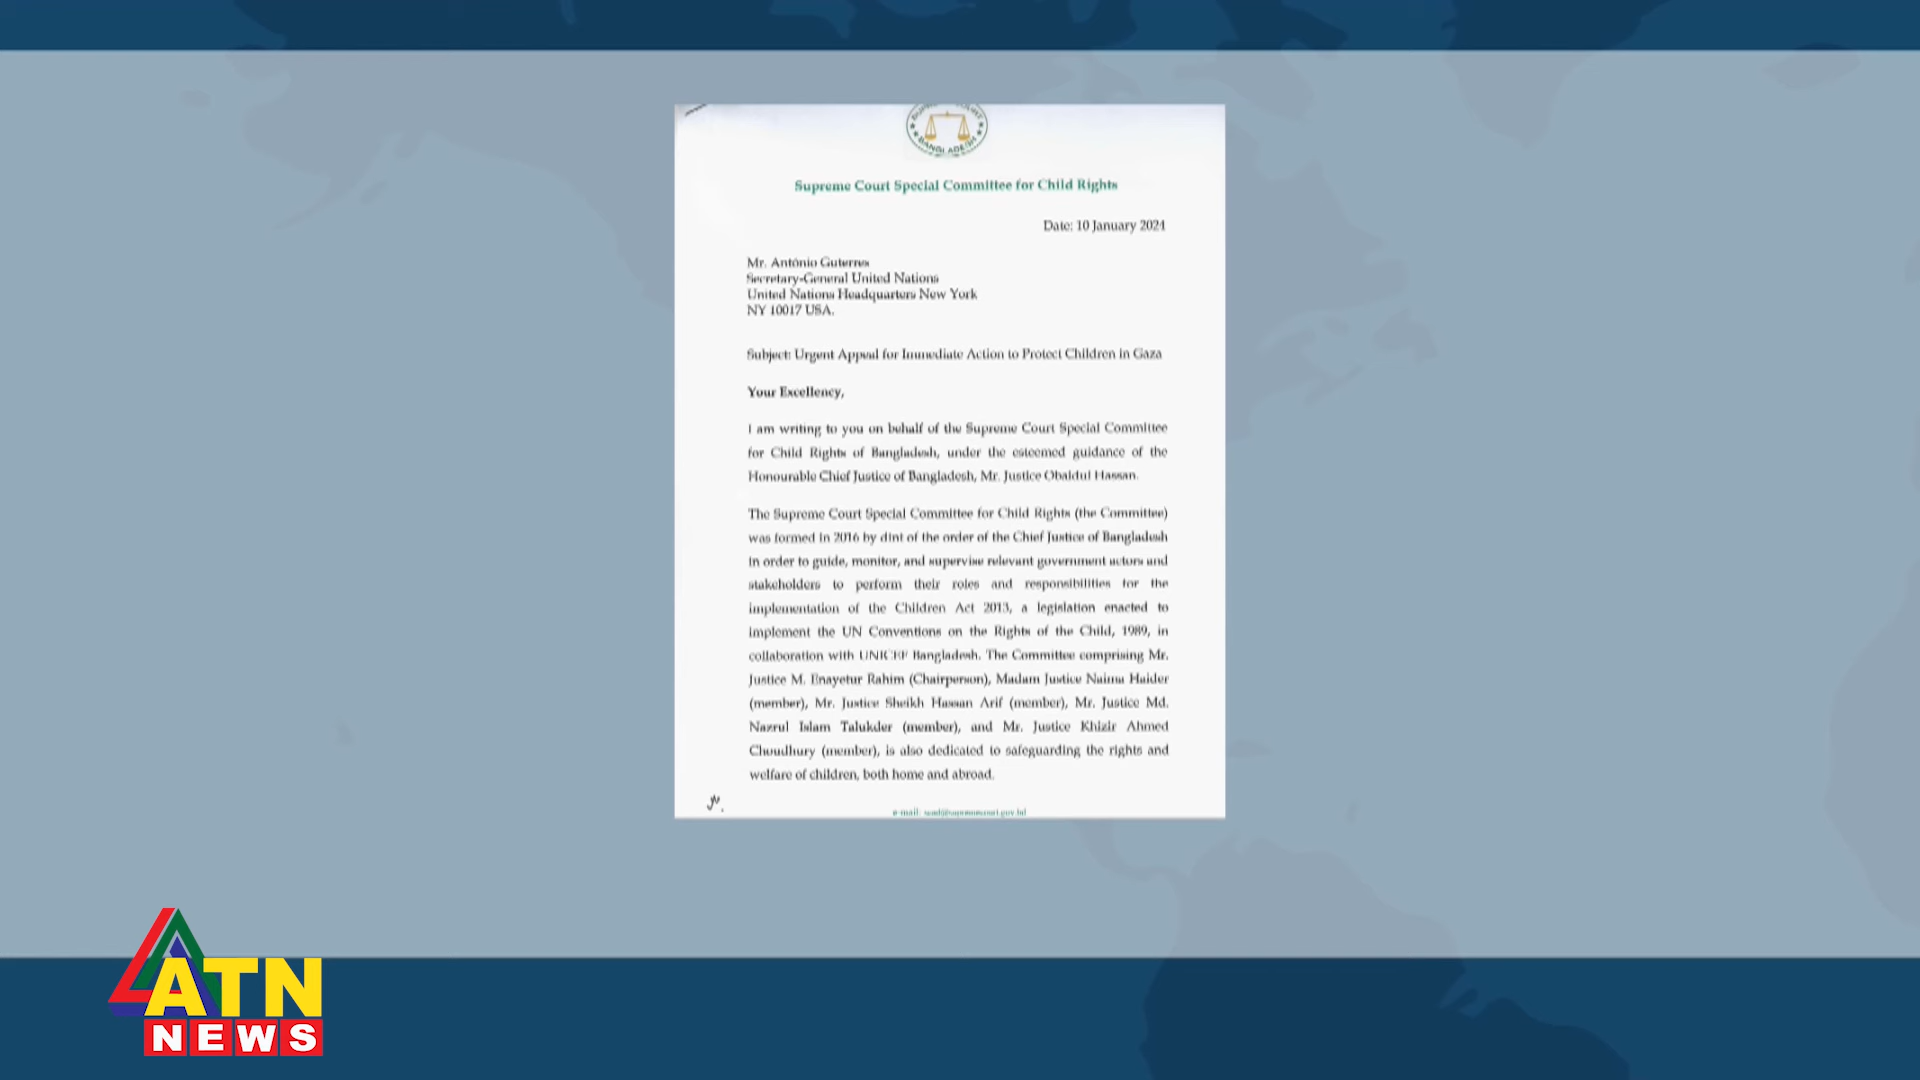 SUPREME COURT
BANGLADESH
Supreme Court Special Committee for Child Rights
Date: 10 January 2024
Mr. António Guterres
Secretary-General United Nations
United Nations Headquarters New York
NY 10017 USA.
Subject: Urgent Appeal for Immediate Action to Protect Children in Gaza
Your Excellency,
I am writing to you on behalf of the Supreme Court Special Committee
for Child Rights of Bangladesh, under the esteemed guidance of the
Honourable Chief Justice of Bangladesh, Mr. Justice Obaidul Hassan.
The Supreme Court Special Committee for Child Rights (the Committee)
was formed in 2016 by dint of the order of the Chief Justice of Bangladesh
in order to guide, monitor, and supervise relevant government actors and
stakeholders to perform their roles and responsibilities for the
implementation of the Children Act 2013, a legislation enacted to
implement the UN Conventions on the Rights of the Child, 1989, in
collaboration with UNICEF Bangladesh. The Committee comprising Mr.
Justice M. Enayetur Rahim (Chairperson), Madam Justice Naima Haider
(member), Mr. Justice Sheikh Hassan Arif (member), Mr. Justice Md.
Nazrul Islam Talukder (member), and Mr. Justice Khizir Ahmed
Choudhury (member), is also dedicated to safeguarding the rights and
welfare of children, both home and abroad.
e-mail:
ATN
NEWS